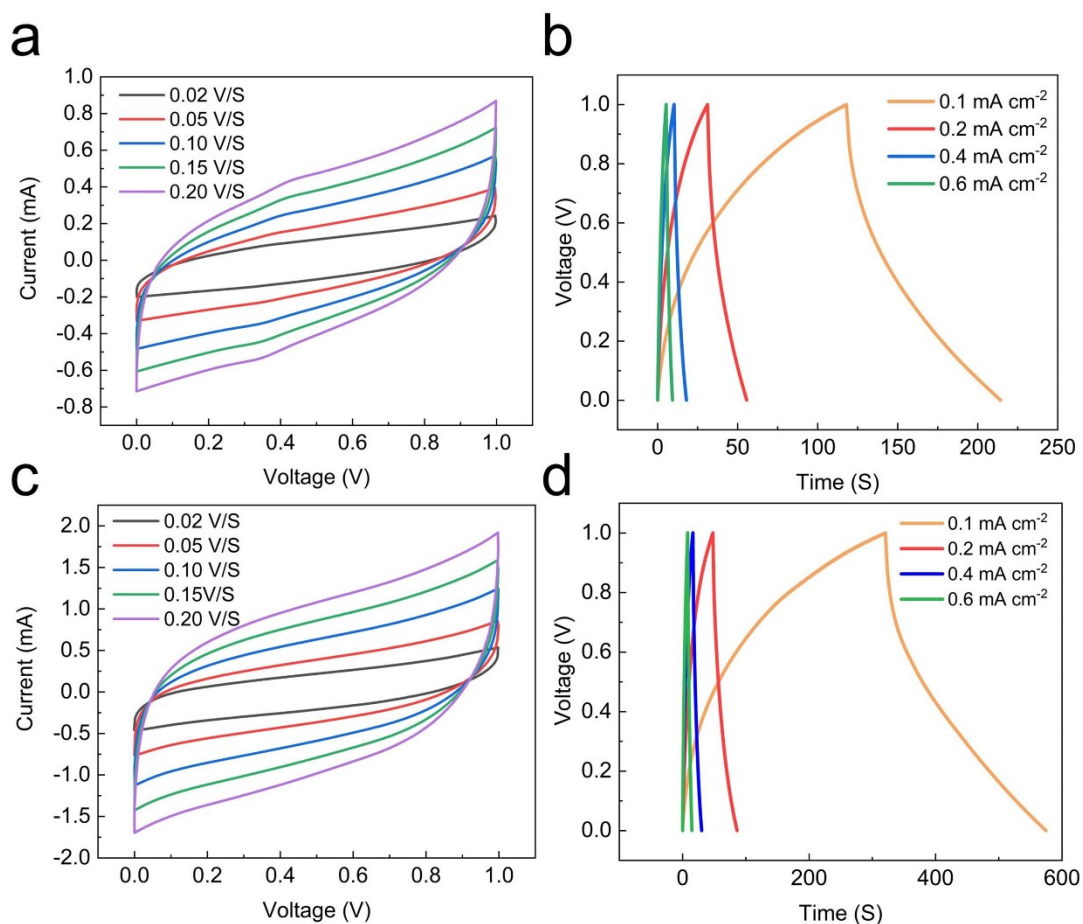 a
1.0
0.8
0.6
0.4
0.2
0.0
-0.2
-0.4
-0.6
-0.8
Current (mA)
0.02 V/S
0.05 V/S
0.10 V/S
0.15 V/S
0.20 V/S
0.0 0.2 0.4 0.6 0.8 1.0
Voltage (V)
b
1.0
0.8
0.6
0.4
0.2
0.0
Voltage (V)
0.1 mA cm⁻²
0.2 mA cm⁻²
0.4 mA cm⁻²
0.6 mA cm⁻²
0 50 100 150 200 250
Time (S)
c
2.0
1.5
1.0
0.5
0.0
-0.5
-1.0
-1.5
-2.0
Current (mA)
0.02 V/S
0.05 V/S
0.10 V/S
0.15V/S
0.20 V/S
0.0 0.2 0.4 0.6 0.8 1.0
Voltage (V)
d
1.0
0.8
0.6
0.4
0.2
0.0
Voltage (V)
0.1 mA cm⁻²
0.2 mA cm⁻²
0.4 mA cm⁻²
0.6 mA cm⁻²
0 200 400 600
Time (S)